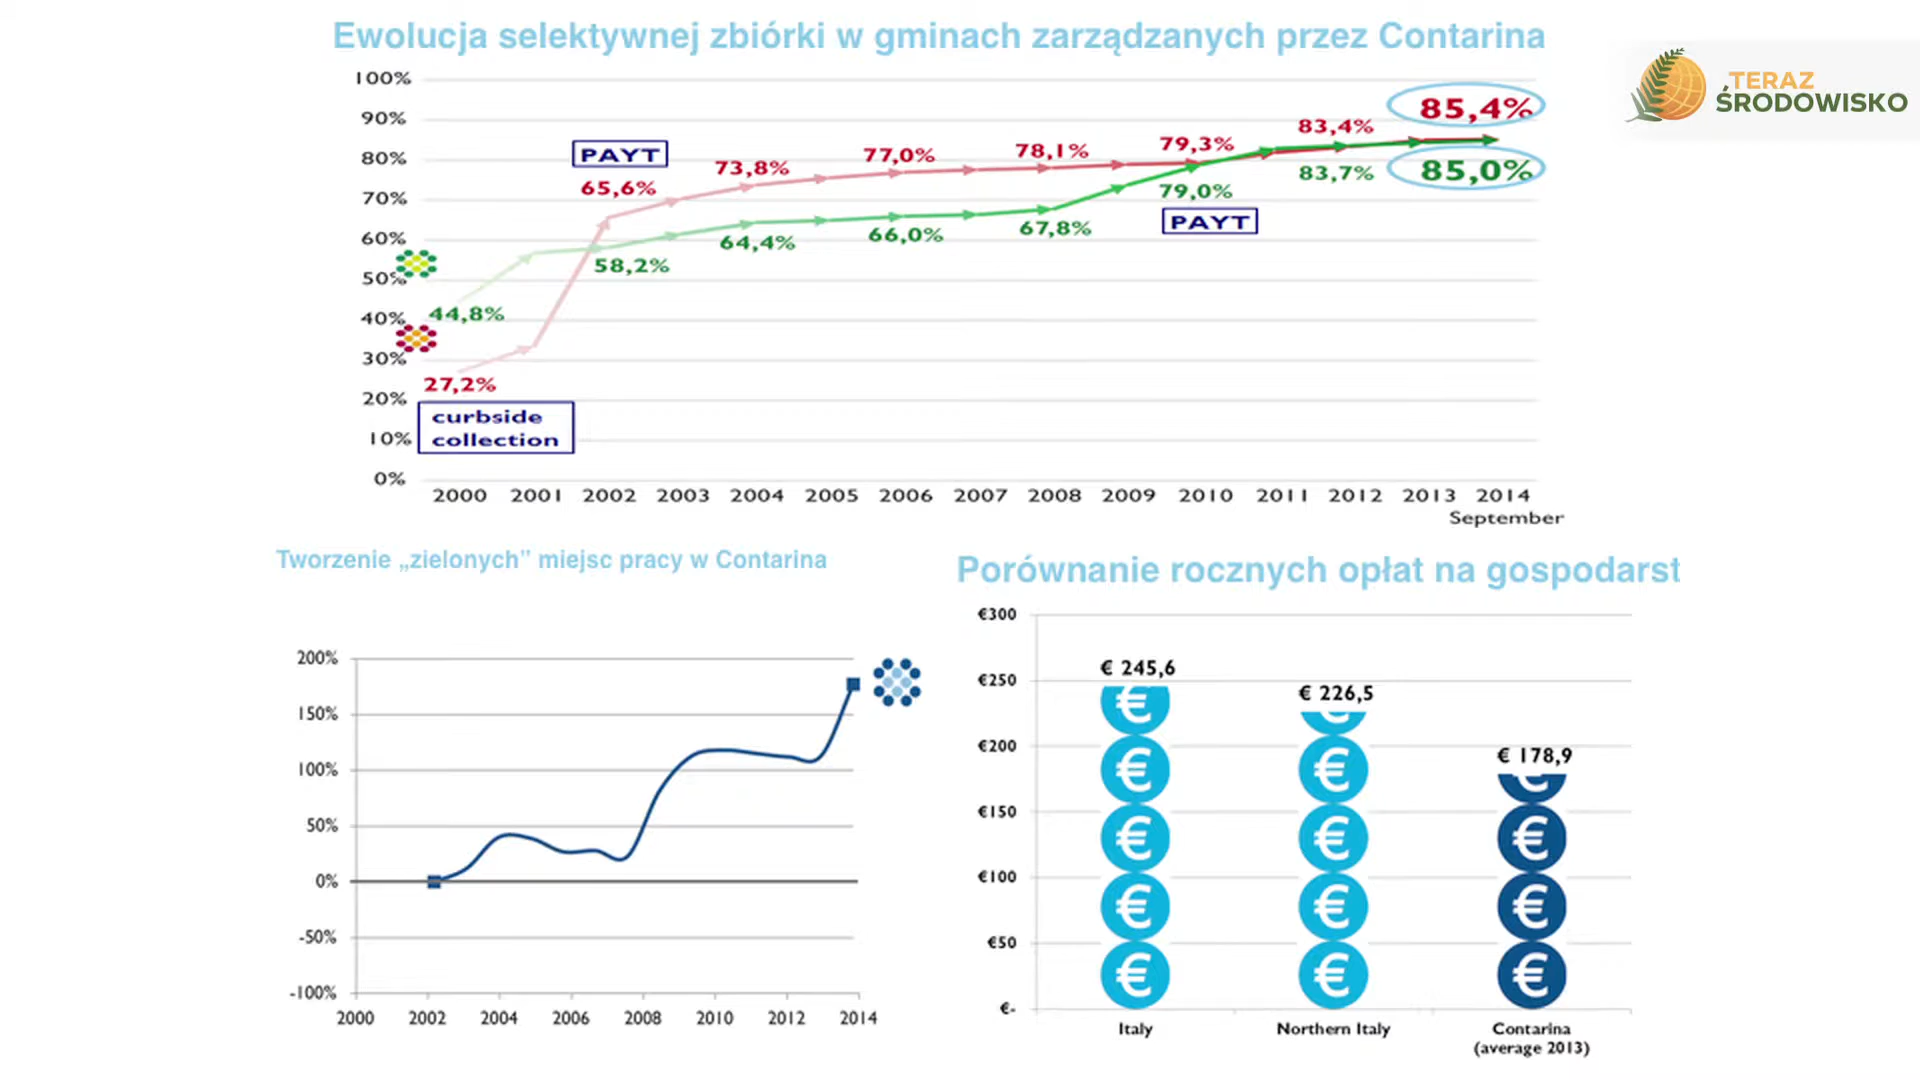 Ewolucja selektywnej zbiórki w gminach zarządzanych przez Contarina
TERAZ
ŚRODOWISKO
100%
90%
80%
70%
60%
50%
40%
30%
20%
10%
0%
PAYT
65,6%
73,8%
77,0%
78,1%
79,3%
83,4%
85,4%
44,8%
58,2%
64,4%
66,0%
67,8%
79,0%
83,7%
85,0%
PAYT
27,2%
curbside
collection
2000 2001 2002 2003 2004 2005 2006 2007 2008 2009 2010 2011 2012 2013 2014
September
Tworzenie „zielonych” miejsc pracy w Contarina
200%
150%
100%
50%
0%
-50%
-100%
2000 2002 2004 2006 2008 2010 2012 2014
Porównanie rocznych opłat na gospodarst
€300
€250
€200
€150
€100
€50
€-
€ 245,6
€ 226,5
€ 178,9
Italy
Northern Italy
Contarina
(average 2013)